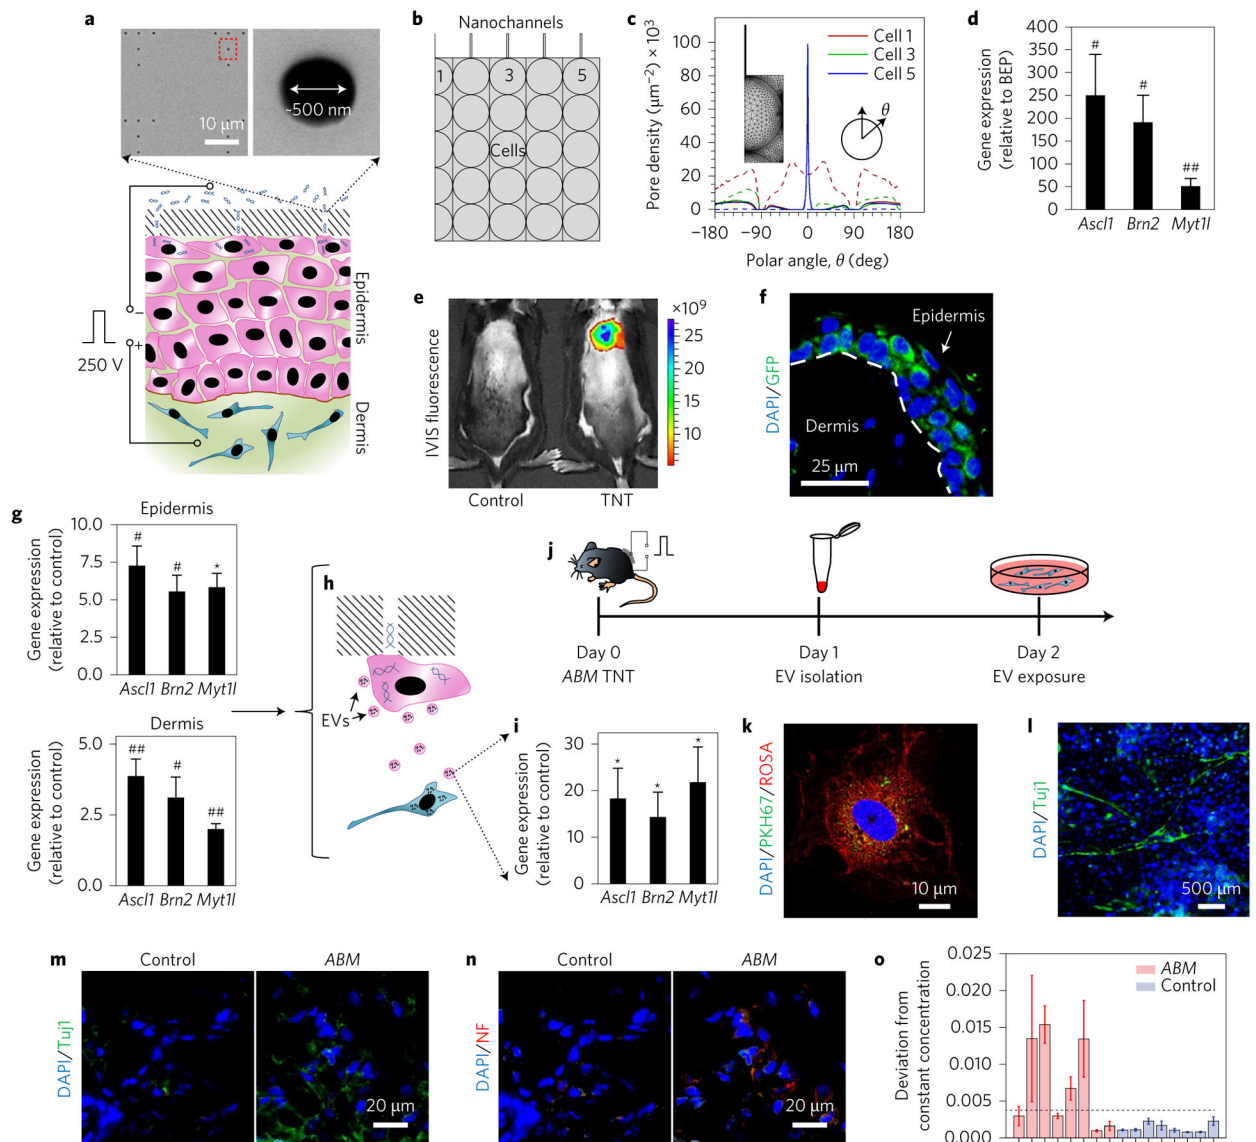 a
10 μm
~500 nm
Epidermis
Dermis
−
+
250 V
b
Nanochannels
1
3
5
Cells
c
Pore density (μm⁻²) × 10³
100
80
60
40
20
0
Cell 1
Cell 3
Cell 5
θ
−180
−90
0
90
180
Polar angle, θ (deg)
d
Gene expression
(relative to BEP)
400
350
300
250
200
150
100
50
0
#
#
##
Ascl1 Brn2 Myt1l
e
IVIS fluorescence
×10⁹
25
20
15
10
Control
TNT
f
DAPI/GFP
Epidermis
Dermis
25 μm
g
Epidermis
Gene expression
(relative to control)
10.0
7.5
5.0
2.5
0.0
#
#
*
Ascl1 Brn2 Myt1l
Dermis
Gene expression
(relative to control)
5.0
2.5
0.0
##
#
##
Ascl1 Brn2 Myt1l
h
EVs
i
Gene expression
(relative to control)
30
20
10
0
*
*
*
Ascl1 Brn2 Myt1l
j
Day 0
ABM TNT
Day 1
EV isolation
Day 2
EV exposure
k
DAPI/PKH67/ROSA
10 μm
l
DAPI/Tuj1
500 μm
m
Control
ABM
DAPI/Tuj1
20 μm
n
Control
ABM
DAPI/NF
20 μm
o
Deviation from
constant concentration
0.025
0.020
0.015
0.010
0.005
0.000
ABM
Control